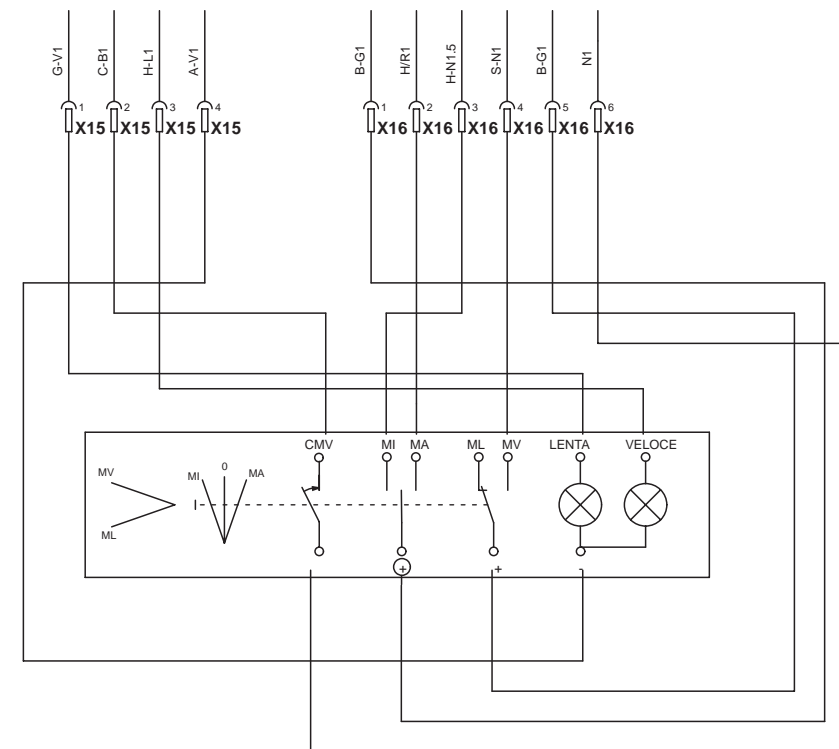 G-V1 C-B1 H-L1 A-V1 B-G1 H/R1 H-N1.5 S-N1 B-G1 N1
1 2 3 4 1 2 3 4 5 6
X15 X15 X15 X15 X16 X16 X16 X16 X16 X16
CMV MI MA ML MV LENTA VELOCE
MV MI 0 MA
ML
+ + -